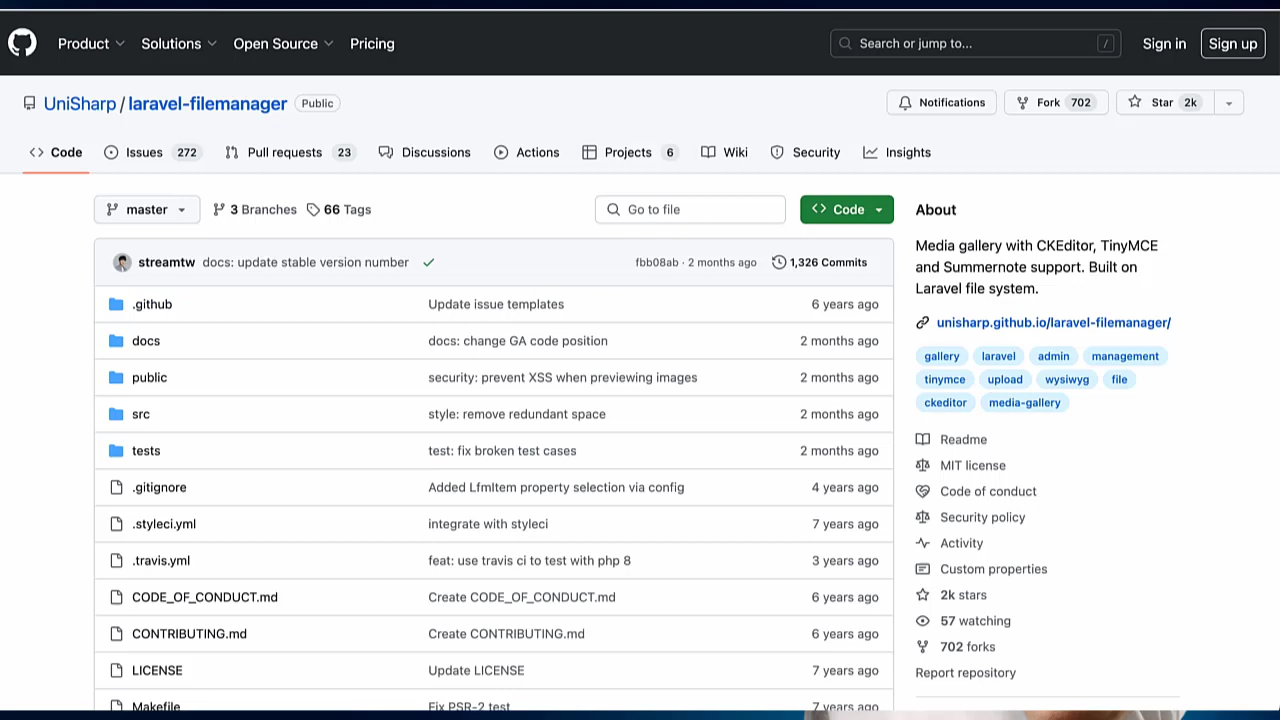 Product Solutions Open Source Pricing Search or jump to... / Sign in Sign up
UniSharp / laravel-filemanager Public Notifications Fork 702 Star 2k
Code Issues 272 Pull requests 23 Discussions Actions Projects 6 Wiki Security Insights
master 3 Branches 66 Tags Go to file Code
streamtw docs: update stable version number fbb08ab · 2 months ago 1,326 Commits
.github Update issue templates 6 years ago
docs docs: change GA code position 2 months ago
public security: prevent XSS when previewing images 2 months ago
src style: remove redundant space 2 months ago
tests test: fix broken test cases 2 months ago
.gitignore Added LfmItem property selection via config 4 years ago
.styleci.yml integrate with styleci 7 years ago
.travis.yml feat: use travis ci to test with php 8 3 years ago
CODE_OF_CONDUCT.md Create CODE_OF_CONDUCT.md 6 years ago
CONTRIBUTING.md Create CONTRIBUTING.md 6 years ago
LICENSE Update LICENSE 7 years ago
Makefile Fix PSR-2 test 7 years ago
About
Media gallery with CKEditor, TinyMCE
and Summernote support. Built on
Laravel file system.
unisharp.github.io/laravel-filemanager/
gallery laravel admin management
tinymce upload wysiwyg file
ckeditor media-gallery
Readme
MIT license
Code of conduct
Security policy
Activity
Custom properties
2k stars
57 watching
702 forks
Report repository